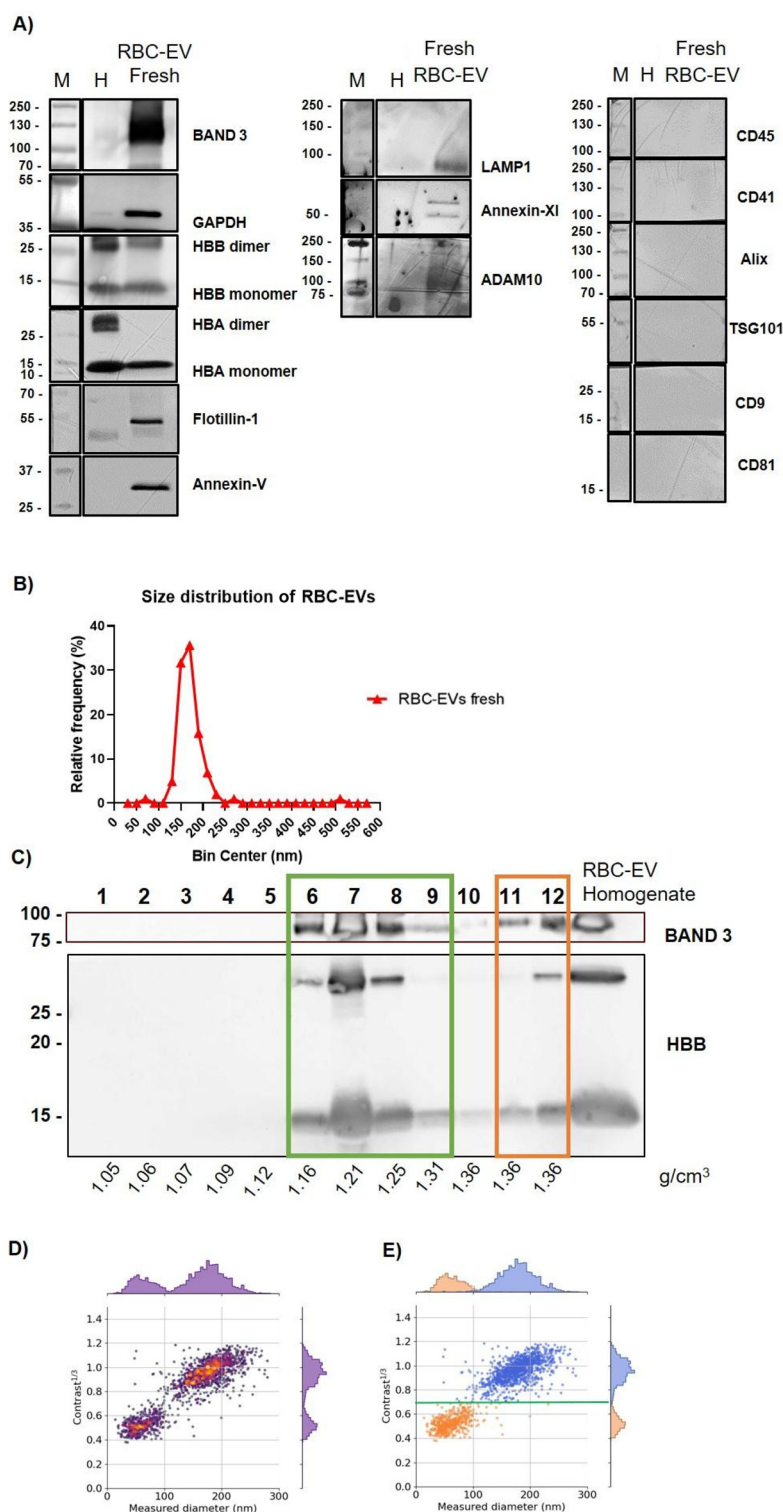 A)
RBC-EV
Fresh
M H
250 -
130 -
100 -
70 -
BAND 3
55 -
35 -
GAPDH
25 -
15 -
HBB dimer
HBB monomer
25 -
15 -
10 -
HBA dimer
HBA monomer
70 -
55 -
Flotillin-1
37 -
25 -
Annexin-V
Fresh
M H RBC-EV
250 -
150 -
100 -
LAMP1
50 -
Annexin-XI
250 -
150 -
100 -
75 -
ADAM10
Fresh
M H RBC-EV
250 -
130 -
100 -
CD45
250 -
130 -
100 -
CD41
250 -
130 -
100 -
70 -
Alix
55 -
TSG101
25 -
15 -
CD9
15 -
CD81
B)
Size distribution of RBC-EVs
Relative frequency (%)
40
30
20
10
0
0 50 100 150 200 250 300 350 400 450 500 550 600
Bin Center (nm)
RBC-EVs fresh
C)
1 2 3 4 5 6 7 8 9 10 11 12 RBC-EV
Homogenate
100 -
75 -
BAND 3
25 -
20 -
15 -
HBB
1.05 1.06 1.07 1.09 1.12 1.16 1.21 1.25 1.31 1.36 1.36 1.36 g/cm³
D)
Contrast¹/³
1.4
1.2
1.0
0.8
0.6
0.4
0.2
0.0
0 100 200 300
Measured diameter (nm)
E)
Contrast¹/³
1.4
1.2
1.0
0.8
0.6
0.4
0.2
0.0
0 100 200 300
Measured diameter (nm)